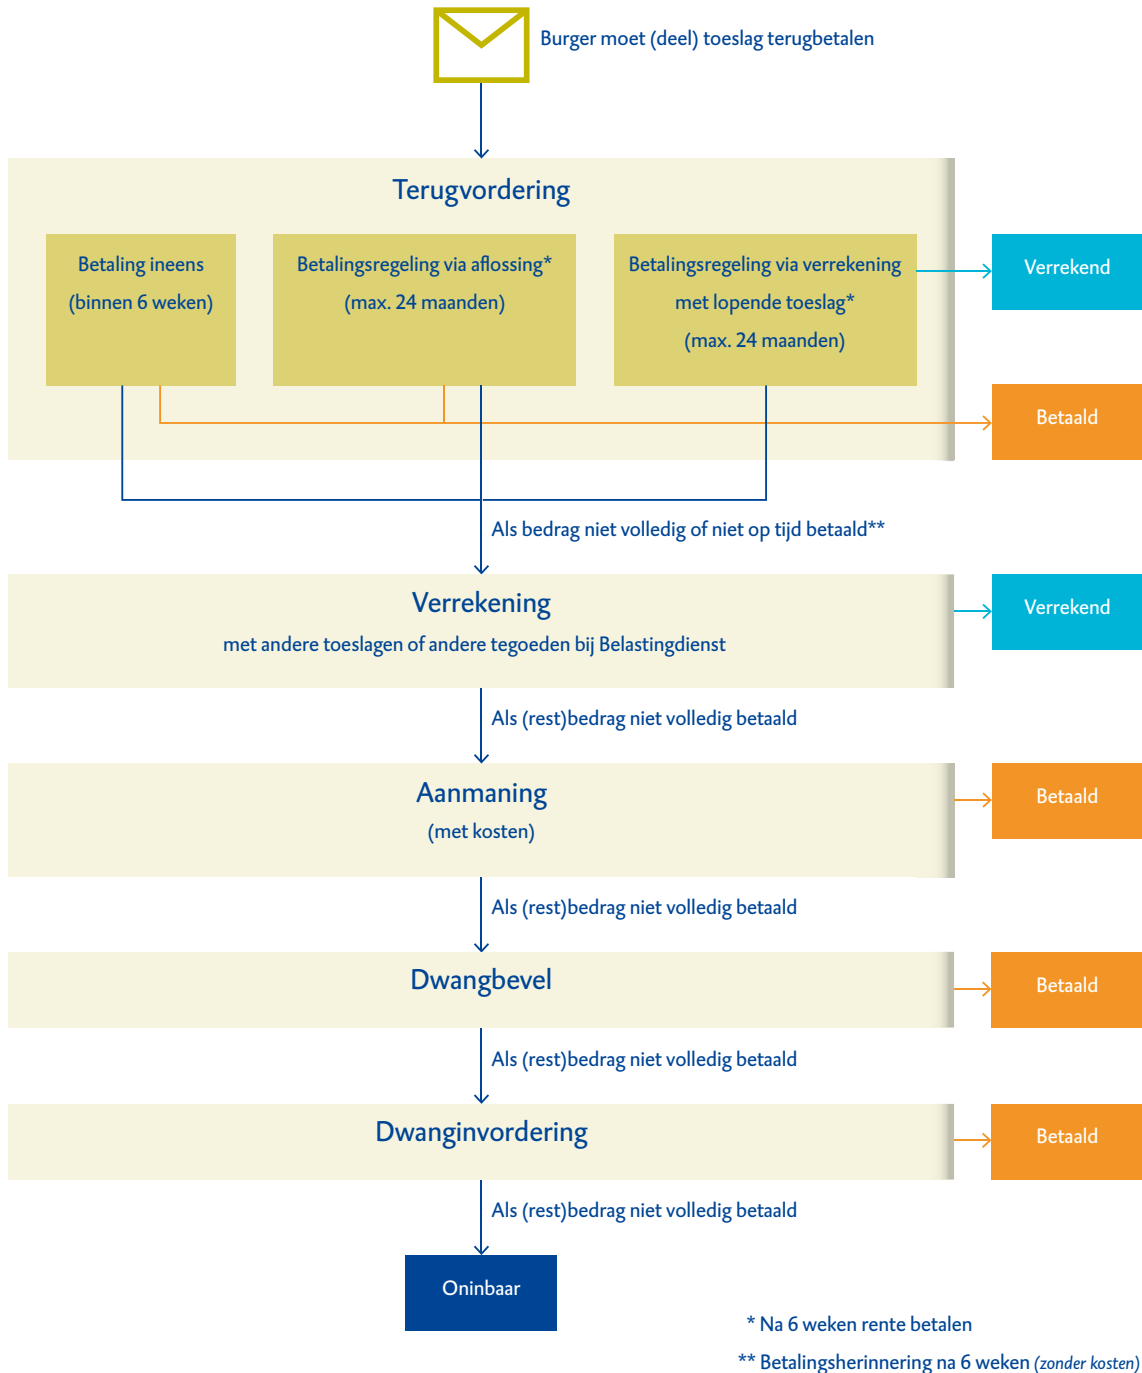 Burger moet (deel) toeslag terugbetalen
Terugvordering
Betaling ineens
(binnen 6 weken)
Betalingsregeling via aflossing*
(max. 24 maanden)
Betalingsregeling via verrekening
met lopende toeslag*
(max. 24 maanden)
Verrekend
Betaald
Als bedrag niet volledig of niet op tijd betaald**
Verrekening
met andere toeslagen of andere tegoeden bij Belastingdienst
Verrekend
Als (rest)bedrag niet volledig betaald
Aanmaning
(met kosten)
Betaald
Als (rest)bedrag niet volledig betaald
Dwangbevel
Betaald
Als (rest)bedrag niet volledig betaald
Dwanginvordering
Betaald
Als (rest)bedrag niet volledig betaald
Oninbaar
* Na 6 weken rente betalen
** Betalingsherinnering na 6 weken (zonder kosten)